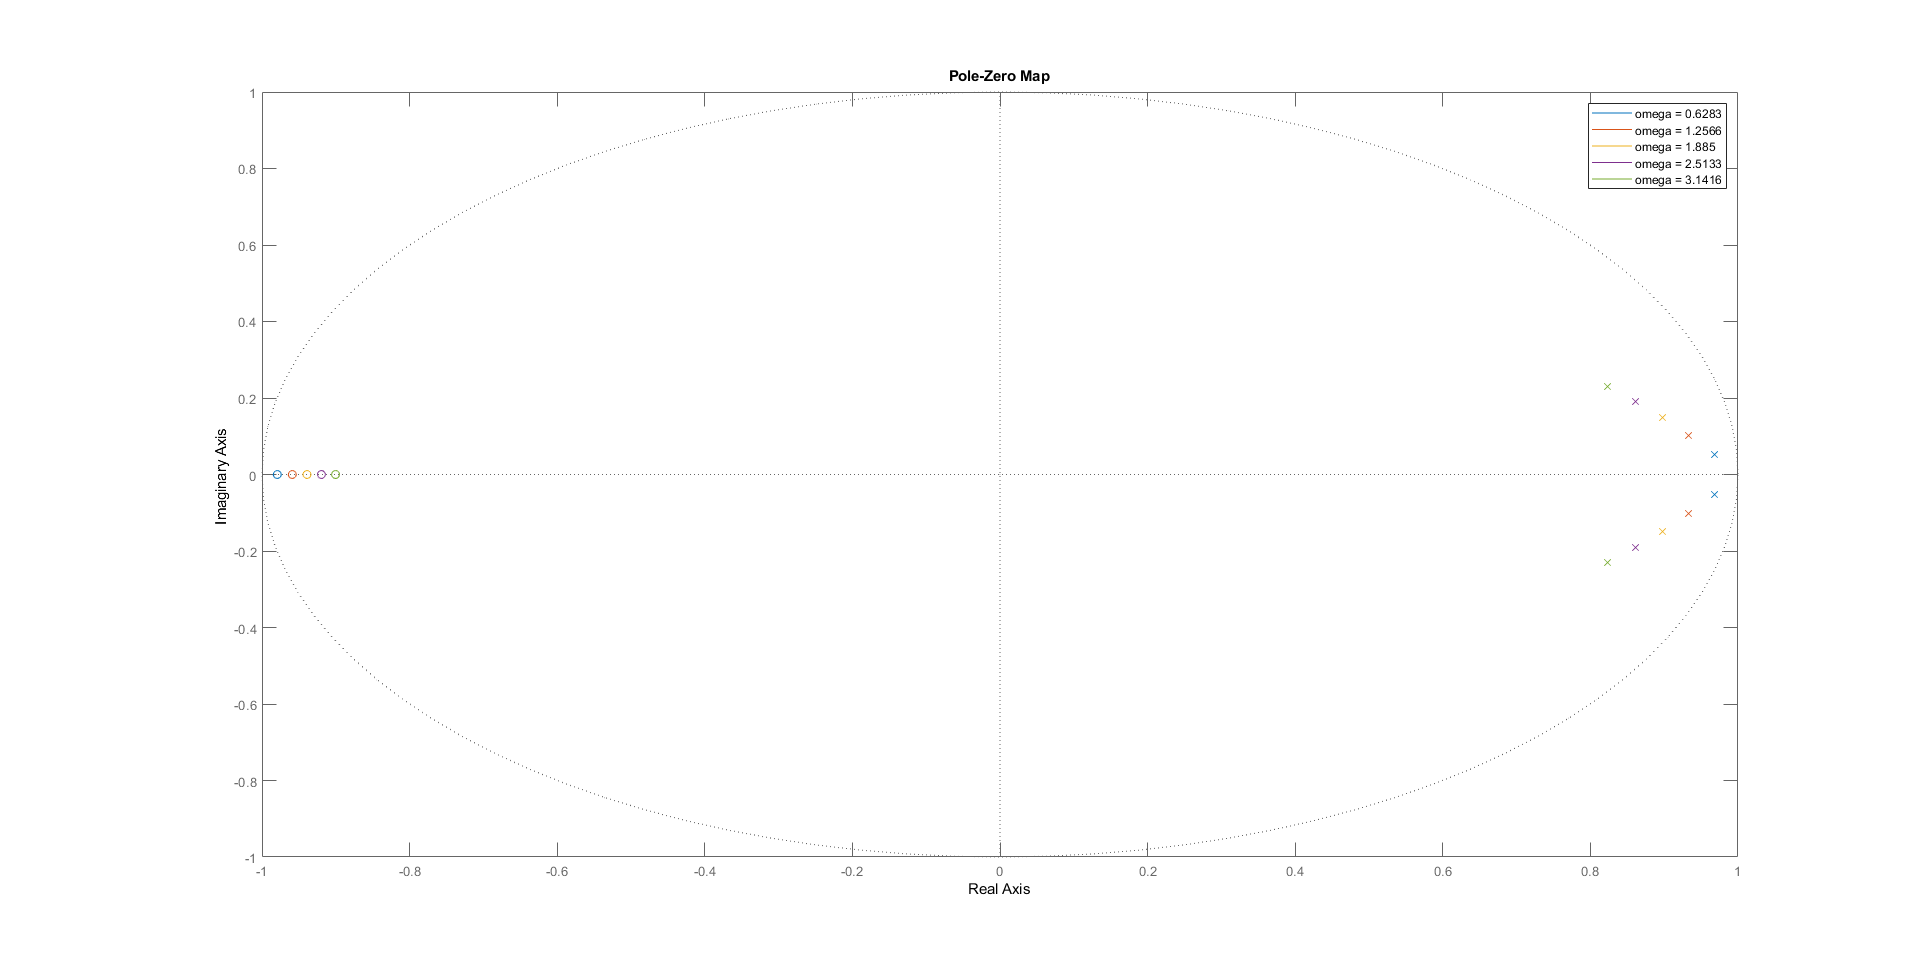 Pole-Zero Map
omega = 0.6283
omega = 1.2566
omega = 1.885
omega = 2.5133
omega = 3.1416
1
0.8
0.6
0.4
0.2
0
-0.2
-0.4
-0.6
-0.8
-1
Imaginary Axis
-1
-0.8
-0.6
-0.4
-0.2
0
0.2
0.4
0.6
0.8
1
Real Axis